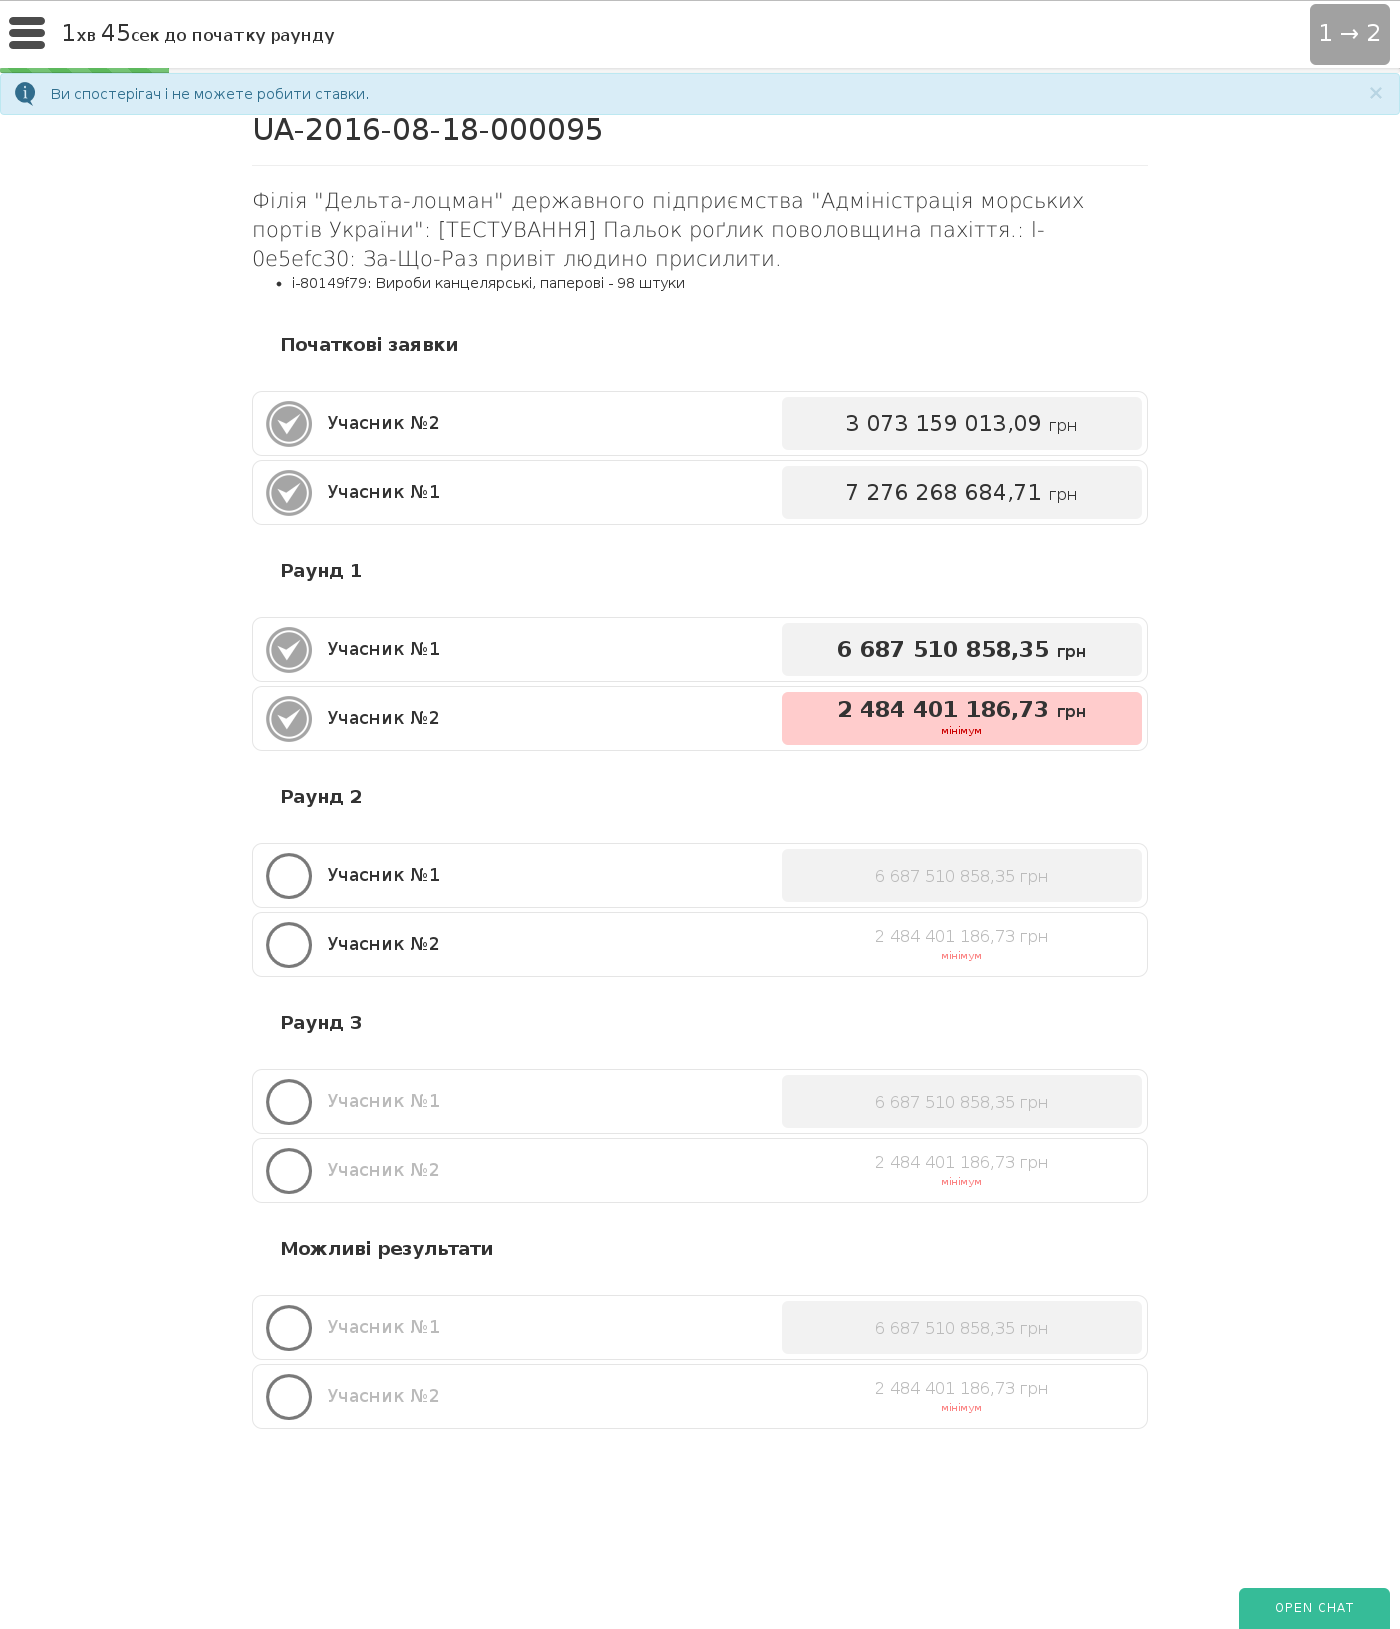 1хв 45сек до початку раунду
1 → 2
Ви спостерігач і не можете робити ставки.
×
UA-2016-08-18-000095
Філія "Дельта-лоцман" державного підприємства "Адміністрація морських
портів України": [ТЕСТУВАННЯ] Пальок роґлик поволовщина пахіття.: l-
0e5efc30: За-Що-Раз привіт людино присилити.
• i-80149f79: Вироби канцелярські, паперові - 98 штуки
Початкові заявки
Учасник №2
3 073 159 013,09 грн
Учасник №1
7 276 268 684,71 грн
Раунд 1
Учасник №1
6 687 510 858,35 грн
Учасник №2
2 484 401 186,73 грн
мінімум
Раунд 2
Учасник №1
6 687 510 858,35 грн
Учасник №2
2 484 401 186,73 грн
мінімум
Раунд 3
Учасник №1
6 687 510 858,35 грн
Учасник №2
2 484 401 186,73 грн
мінімум
Можливі результати
Учасник №1
6 687 510 858,35 грн
Учасник №2
2 484 401 186,73 грн
мінімум
OPEN CHAT